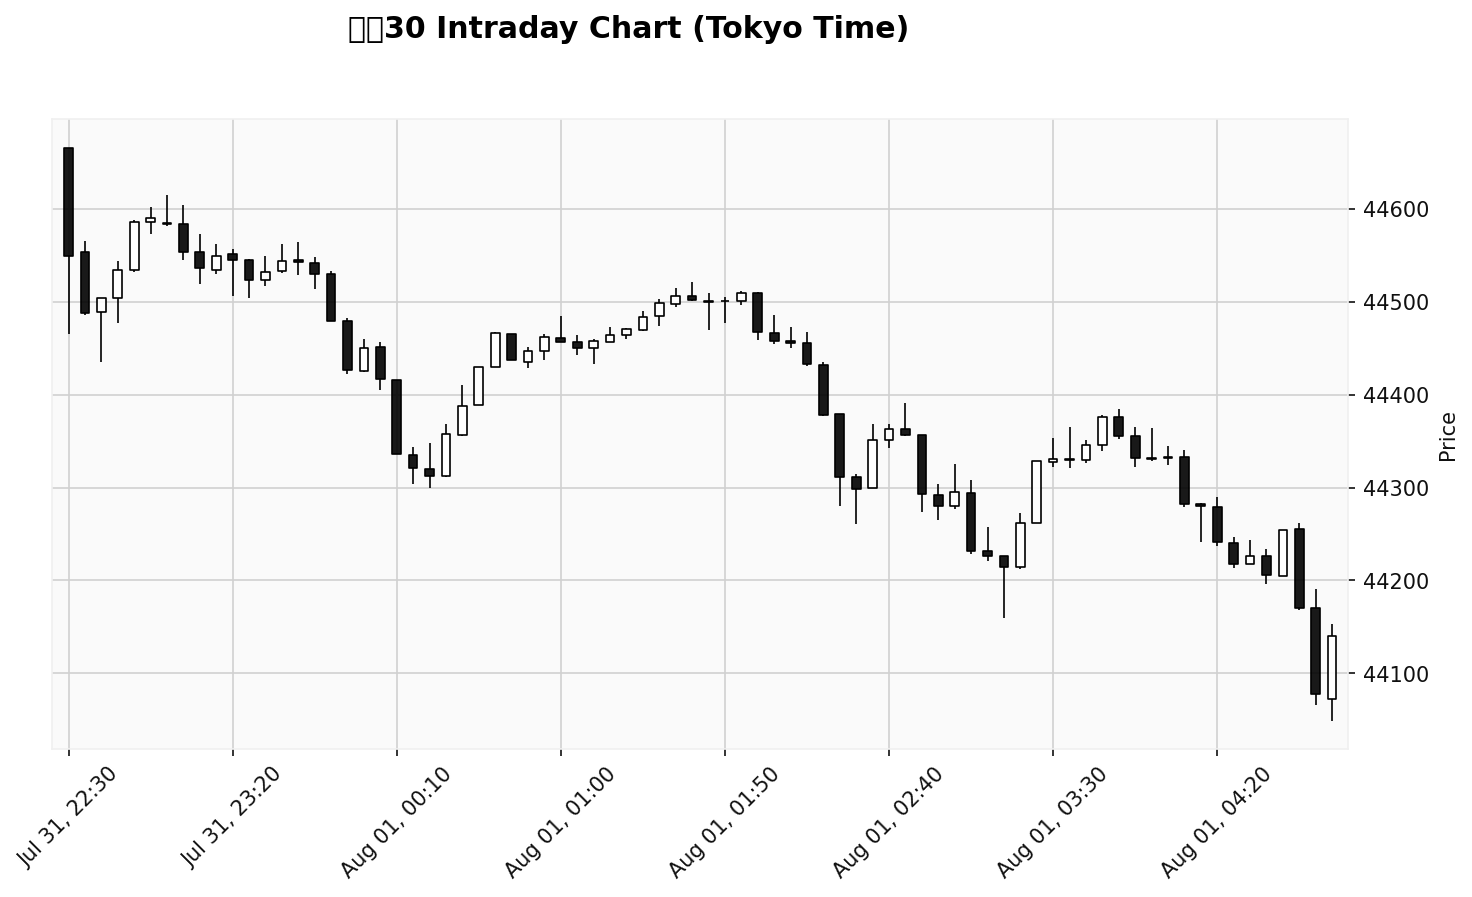 30 Intraday Chart (Tokyo Time)
44600
44500
44400
44300
44200
44100
Price
Jul 31, 22:30
Jul 31, 23:20
Aug 01, 00:10
Aug 01, 01:00
Aug 01, 01:50
Aug 01, 02:40
Aug 01, 03:30
Aug 01, 04:20